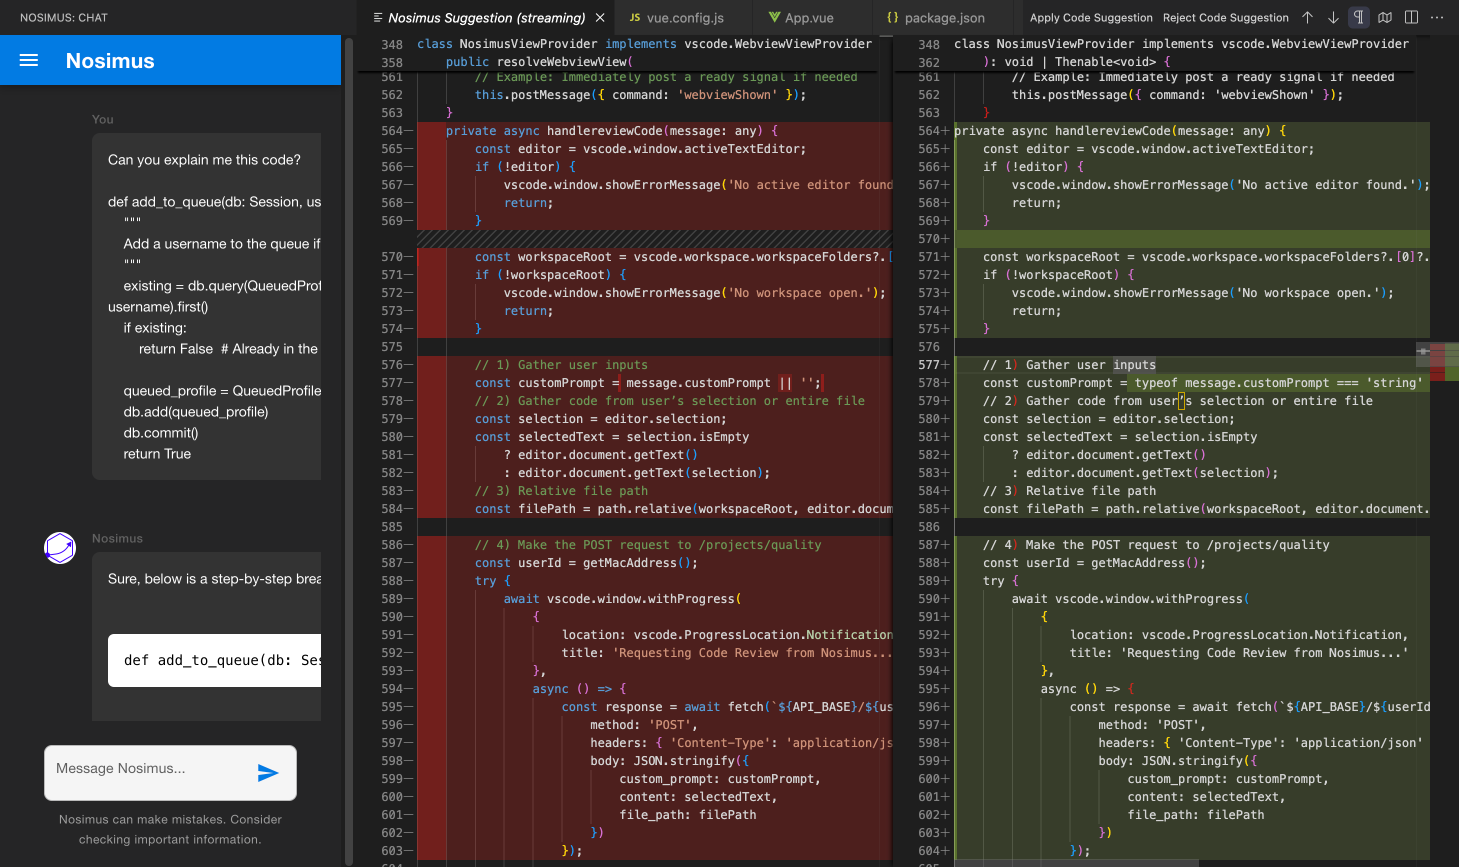 NOSIMUS: CHAT
Nosimus
You
Can you explain me this code?
def add_to_queue(db: Session, us
"""
Add a username to the queue if
"""
existing = db.query(QueuedProf
username).first()
if existing:
return False  # Already in the
queued_profile = QueuedProfile
db.add(queued_profile)
db.commit()
return True
Nosimus
Sure, below is a step-by-step brea
def add_to_queue(db: Ses
Message Nosimus...
Nosimus can make mistakes. Consider
checking important information.
Nosimus Suggestion (streaming)
JS vue.config.js
App.vue
{} package.json
Apply Code Suggestion
Reject Code Suggestion
348 class NosimusViewProvider implements vscode.WebviewViewProvider
358 public resolveWebviewView(
561 // Example: Immediately post a ready signal if needed
562 this.postMessage({ command: 'webviewShown' });
563 }
564— private async handlereviewCode(message: any) {
565— const editor = vscode.window.activeTextEditor;
566— if (!editor) {
567— vscode.window.showErrorMessage('No active editor found
568— return;
569— }
570— const workspaceRoot = vscode.workspace.workspaceFolders?.[
571— if (!workspaceRoot) {
572— vscode.window.showErrorMessage('No workspace open.');
573— return;
574— }
575
576— // 1) Gather user inputs
577— const customPrompt = message.customPrompt || '';
578— // 2) Gather code from user's selection or entire file
579— const selection = editor.selection;
580— const selectedText = selection.isEmpty
581— ? editor.document.getText()
582— : editor.document.getText(selection);
583— // 3) Relative file path
584— const filePath = path.relative(workspaceRoot, editor.docum
585
586— // 4) Make the POST request to /projects/quality
587— const userId = getMacAddress();
588— try {
589— await vscode.window.withProgress(
590— {
591— location: vscode.ProgressLocation.Notification
592— title: 'Requesting Code Review from Nosimus...
593— },
594— async () => {
595— const response = await fetch(`${API_BASE}/${us
596— method: 'POST',
597— headers: { 'Content-Type': 'application/js
598— body: JSON.stringify({
599— custom_prompt: customPrompt,
600— content: selectedText,
601— file_path: filePath
602— })
603— });
348 class NosimusViewProvider implements vscode.WebviewViewProvider
362 ): void | Thenable<void> {
561 // Example: Immediately post a ready signal if needed
562 this.postMessage({ command: 'webviewShown' });
563 }
564+ private async handlereviewCode(message: any) {
565+ const editor = vscode.window.activeTextEditor;
566+ if (!editor) {
567+ vscode.window.showErrorMessage('No active editor found.');
568+ return;
569+ }
570+
571+ const workspaceRoot = vscode.workspace.workspaceFolders?.[0]?.
572+ if (!workspaceRoot) {
573+ vscode.window.showErrorMessage('No workspace open.');
574+ return;
575+ }
576
577+ // 1) Gather user inputs
578+ const customPrompt = typeof message.customPrompt === 'string'
579+ // 2) Gather code from user’s selection or entire file
580+ const selection = editor.selection;
581+ const selectedText = selection.isEmpty
582+ ? editor.document.getText()
583+ : editor.document.getText(selection);
584+ // 3) Relative file path
585+ const filePath = path.relative(workspaceRoot, editor.document.
586
587+ // 4) Make the POST request to /projects/quality
588+ const userId = getMacAddress();
589+ try {
590+ await vscode.window.withProgress(
591+ {
592+ location: vscode.ProgressLocation.Notification,
593+ title: 'Requesting Code Review from Nosimus...'
594+ },
595+ async () => {
596+ const response = await fetch(`${API_BASE}/${userId
597+ method: 'POST',
598+ headers: { 'Content-Type': 'application/json'
599+ body: JSON.stringify({
600+ custom_prompt: customPrompt,
601+ content: selectedText,
602+ file_path: filePath
603+ })
604+ });